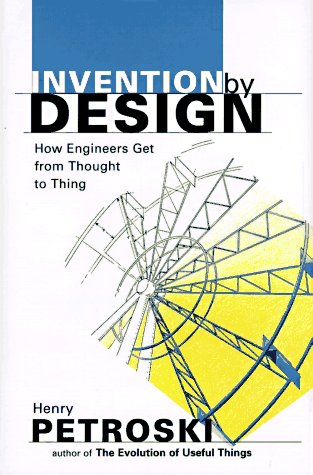 INVENTION by
DESIGN
How Engineers Get
from Thought
to Thing
Henry
PETROSKI
author of The Evolution of Useful Things